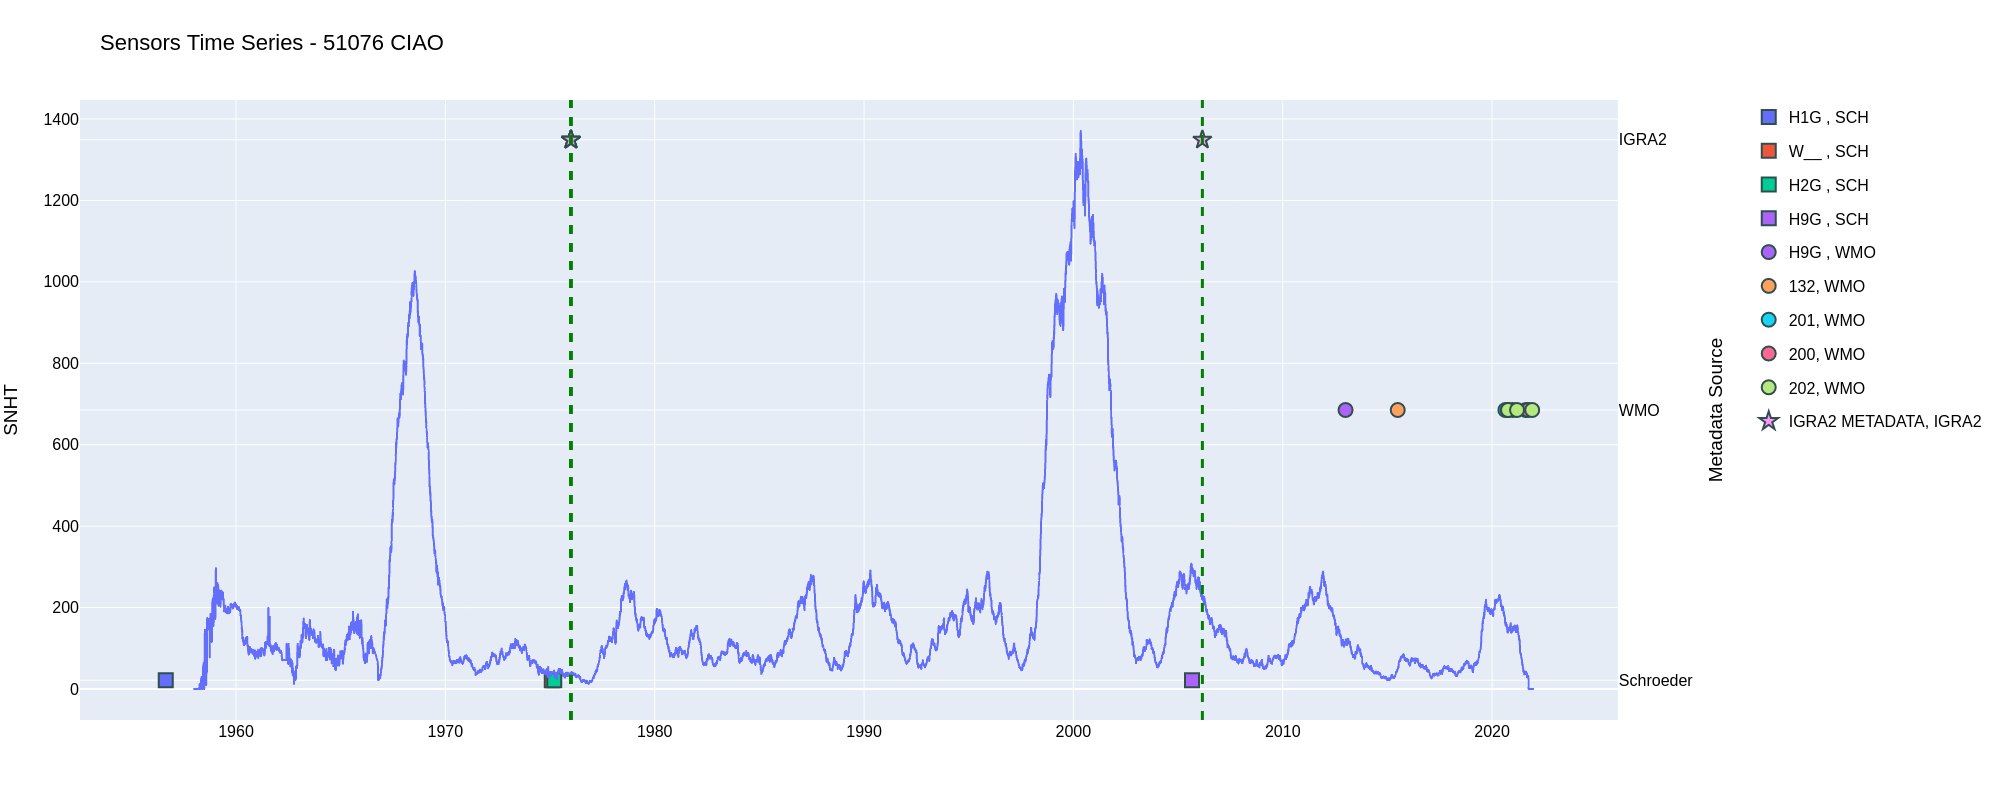 Sensors Time Series - 51076 CIAO
SNHT
1400
1200
1000
800
600
400
200
0
1960
1970
1980
1990
2000
2010
2020
IGRA2
WMO
Schroeder
Metadata Source
H1G , SCH
W__ , SCH
H2G , SCH
H9G , SCH
H9G , WMO
132, WMO
201, WMO
200, WMO
202, WMO
IGRA2 METADATA, IGRA2